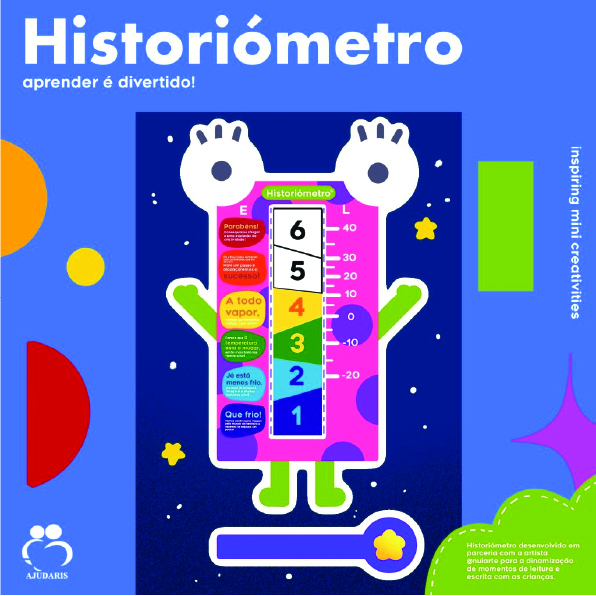 Historiómetro
aprender é divertido!
inspiring mini creativities
Historiómetro
E
L
6
5
4
3
2
1
40
30
20
10
0
-10
-20
Parabéns!
sucesso!
A todo
vapor.
temperatura
Já está
menos frio.
Que frio!
AJUDARIS
Historiómetro desenvolvido em
parceria com a artista
para a dinamização
de momentos de leitura e
escrita com as crianças.